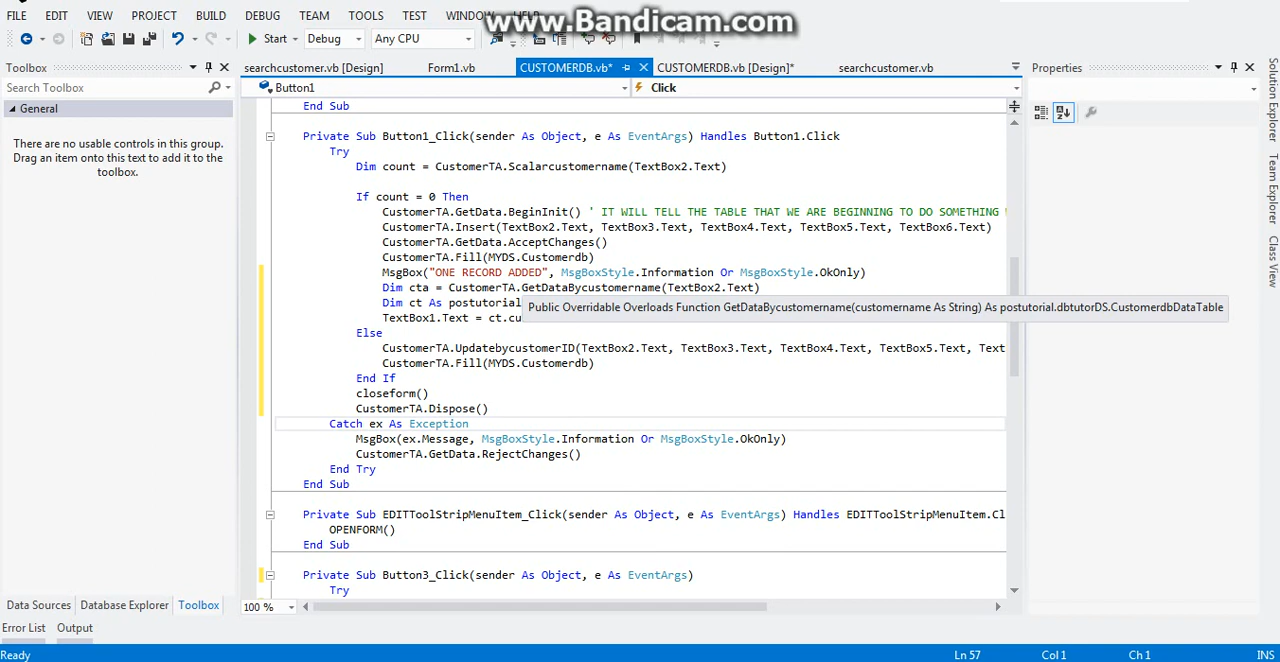 www.Bandicam.com
FILE EDIT VIEW PROJECT BUILD DEBUG TEAM TOOLS TEST WINDOW HELP
Start Debug Any CPU
Toolbox
searchcustomer.vb [Design] Form1.vb CUSTOMERDB.vb* CUSTOMERDB.vb [Design]* searchcustomer.vb
Properties
Search Toolbox
Button1 Click
General
There are no usable controls in this group.
Drag an item onto this text to add it to the
toolbox.
End Sub
Private Sub Button1_Click(sender As Object, e As EventArgs) Handles Button1.Click
Try
Dim count = CustomerTA.Scalarcustomername(TextBox2.Text)
If count = 0 Then
CustomerTA.GetData.BeginInit() ' IT WILL TELL THE TABLE THAT WE ARE BEGINNING TO DO SOMETHING
CustomerTA.Insert(TextBox2.Text, TextBox3.Text, TextBox4.Text, TextBox5.Text, TextBox6.Text)
CustomerTA.GetData.AcceptChanges()
CustomerTA.Fill(MYDS.Customerdb)
MsgBox("ONE RECORD ADDED", MsgBoxStyle.Information Or MsgBoxStyle.OkOnly)
Dim cta = CustomerTA.GetDataBycustomername(TextBox2.Text)
Dim ct As postutorial
Public Overridable Overloads Function GetDataBycustomername(customername As String) As postutorial.dbtutorDS.CustomerdbDataTable
TextBox1.Text = ct.cu
Else
CustomerTA.UpdatebycustomerID(TextBox2.Text, TextBox3.Text, TextBox4.Text, TextBox5.Text, Text
CustomerTA.Fill(MYDS.Customerdb)
End If
closeform()
CustomerTA.Dispose()
Catch ex As Exception
MsgBox(ex.Message, MsgBoxStyle.Information Or MsgBoxStyle.OkOnly)
CustomerTA.GetData.RejectChanges()
End Try
End Sub
Private Sub EDITToolStripMenuItem_Click(sender As Object, e As EventArgs) Handles EDITToolStripMenuItem.Cl
OPENFORM()
End Sub
Private Sub Button3_Click(sender As Object, e As EventArgs)
Try
100 %
Data Sources Database Explorer Toolbox
Error List Output
Ready Ln 57 Col 1 Ch 1 INS
Solution Explorer
Team Explorer
Class View